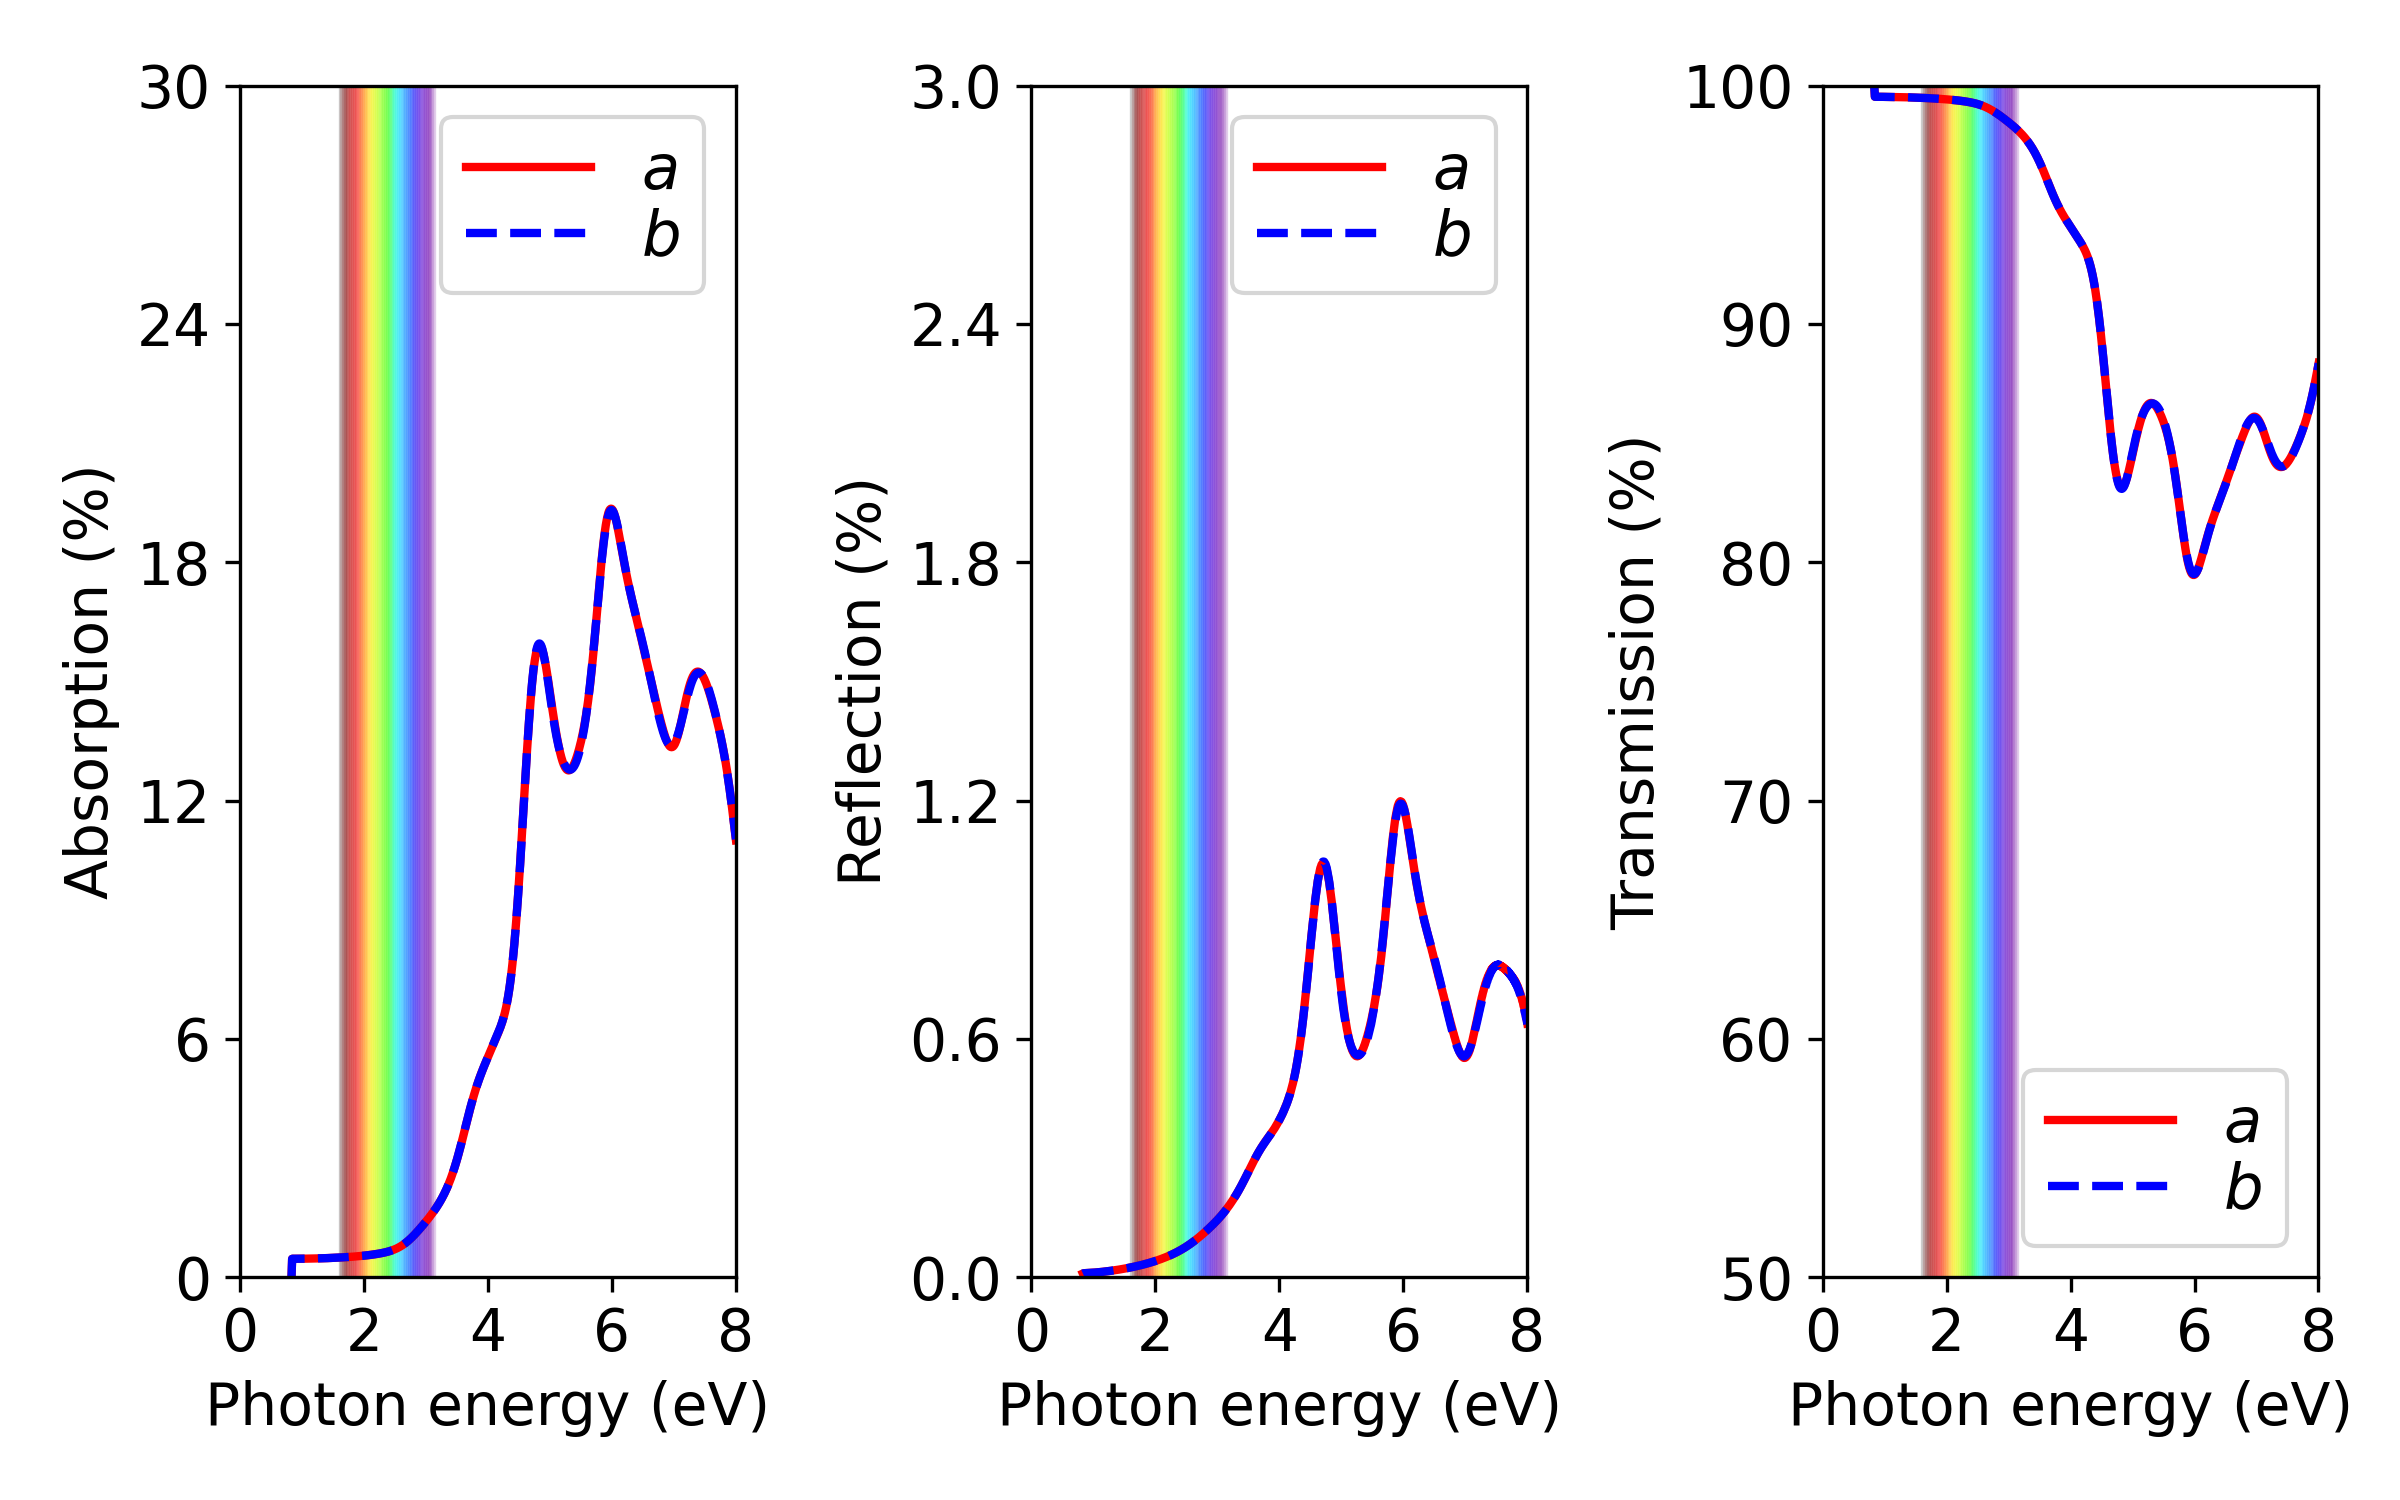 Absorption (%)
30
24
18
12
6
0
0 2 4 6 8
Photon energy (eV)
a
b
Reflection (%)
3.0
2.4
1.8
1.2
0.6
0.0
0 2 4 6 8
Photon energy (eV)
a
b
Transmission (%)
100
90
80
70
60
50
0 2 4 6 8
Photon energy (eV)
a
b